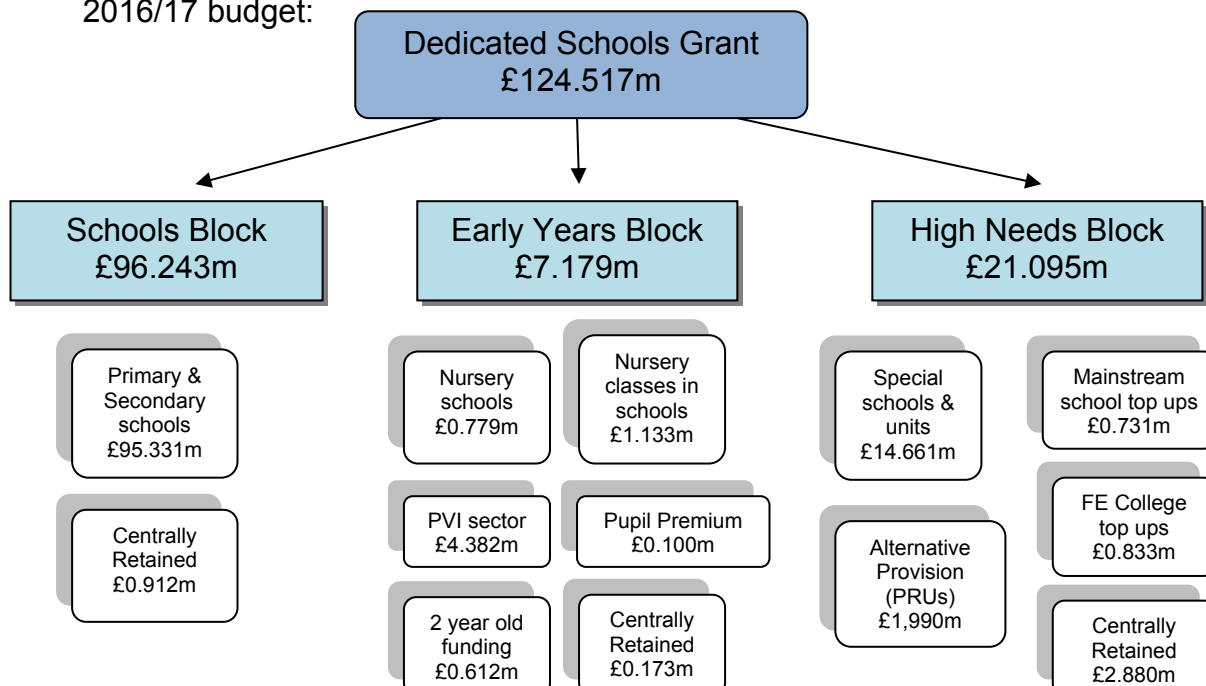 2016/17 budget:
Dedicated Schools Grant
£124.517m
Schools Block
£96.243m
Early Years Block
£7.179m
High Needs Block
£21.095m
Primary &
Secondary
schools
£95.331m
Centrally
Retained
£0.912m
Nursery
schools
£0.779m
Nursery
classes in
schools
£1.133m
PVI sector
£4.382m
Pupil Premium
£0.100m
2 year old
funding
£0.612m
Centrally
Retained
£0.173m
Special
schools &
units
£14.661m
Mainstream
school top ups
£0.731m
Alternative
Provision
(PRUs)
£1,990m
FE College
top ups
£0.833m
Centrally
Retained
£2.880m